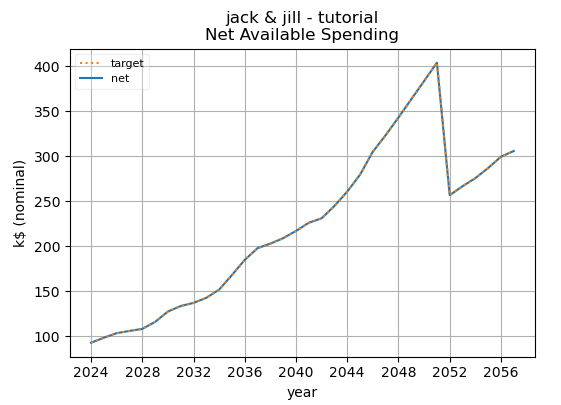 jack & jill - tutorial
Net Available Spending
target
net
400
350
300
250
200
150
100
k$ (nominal)
2024 2028 2032 2036 2040 2044 2048 2052 2056
year